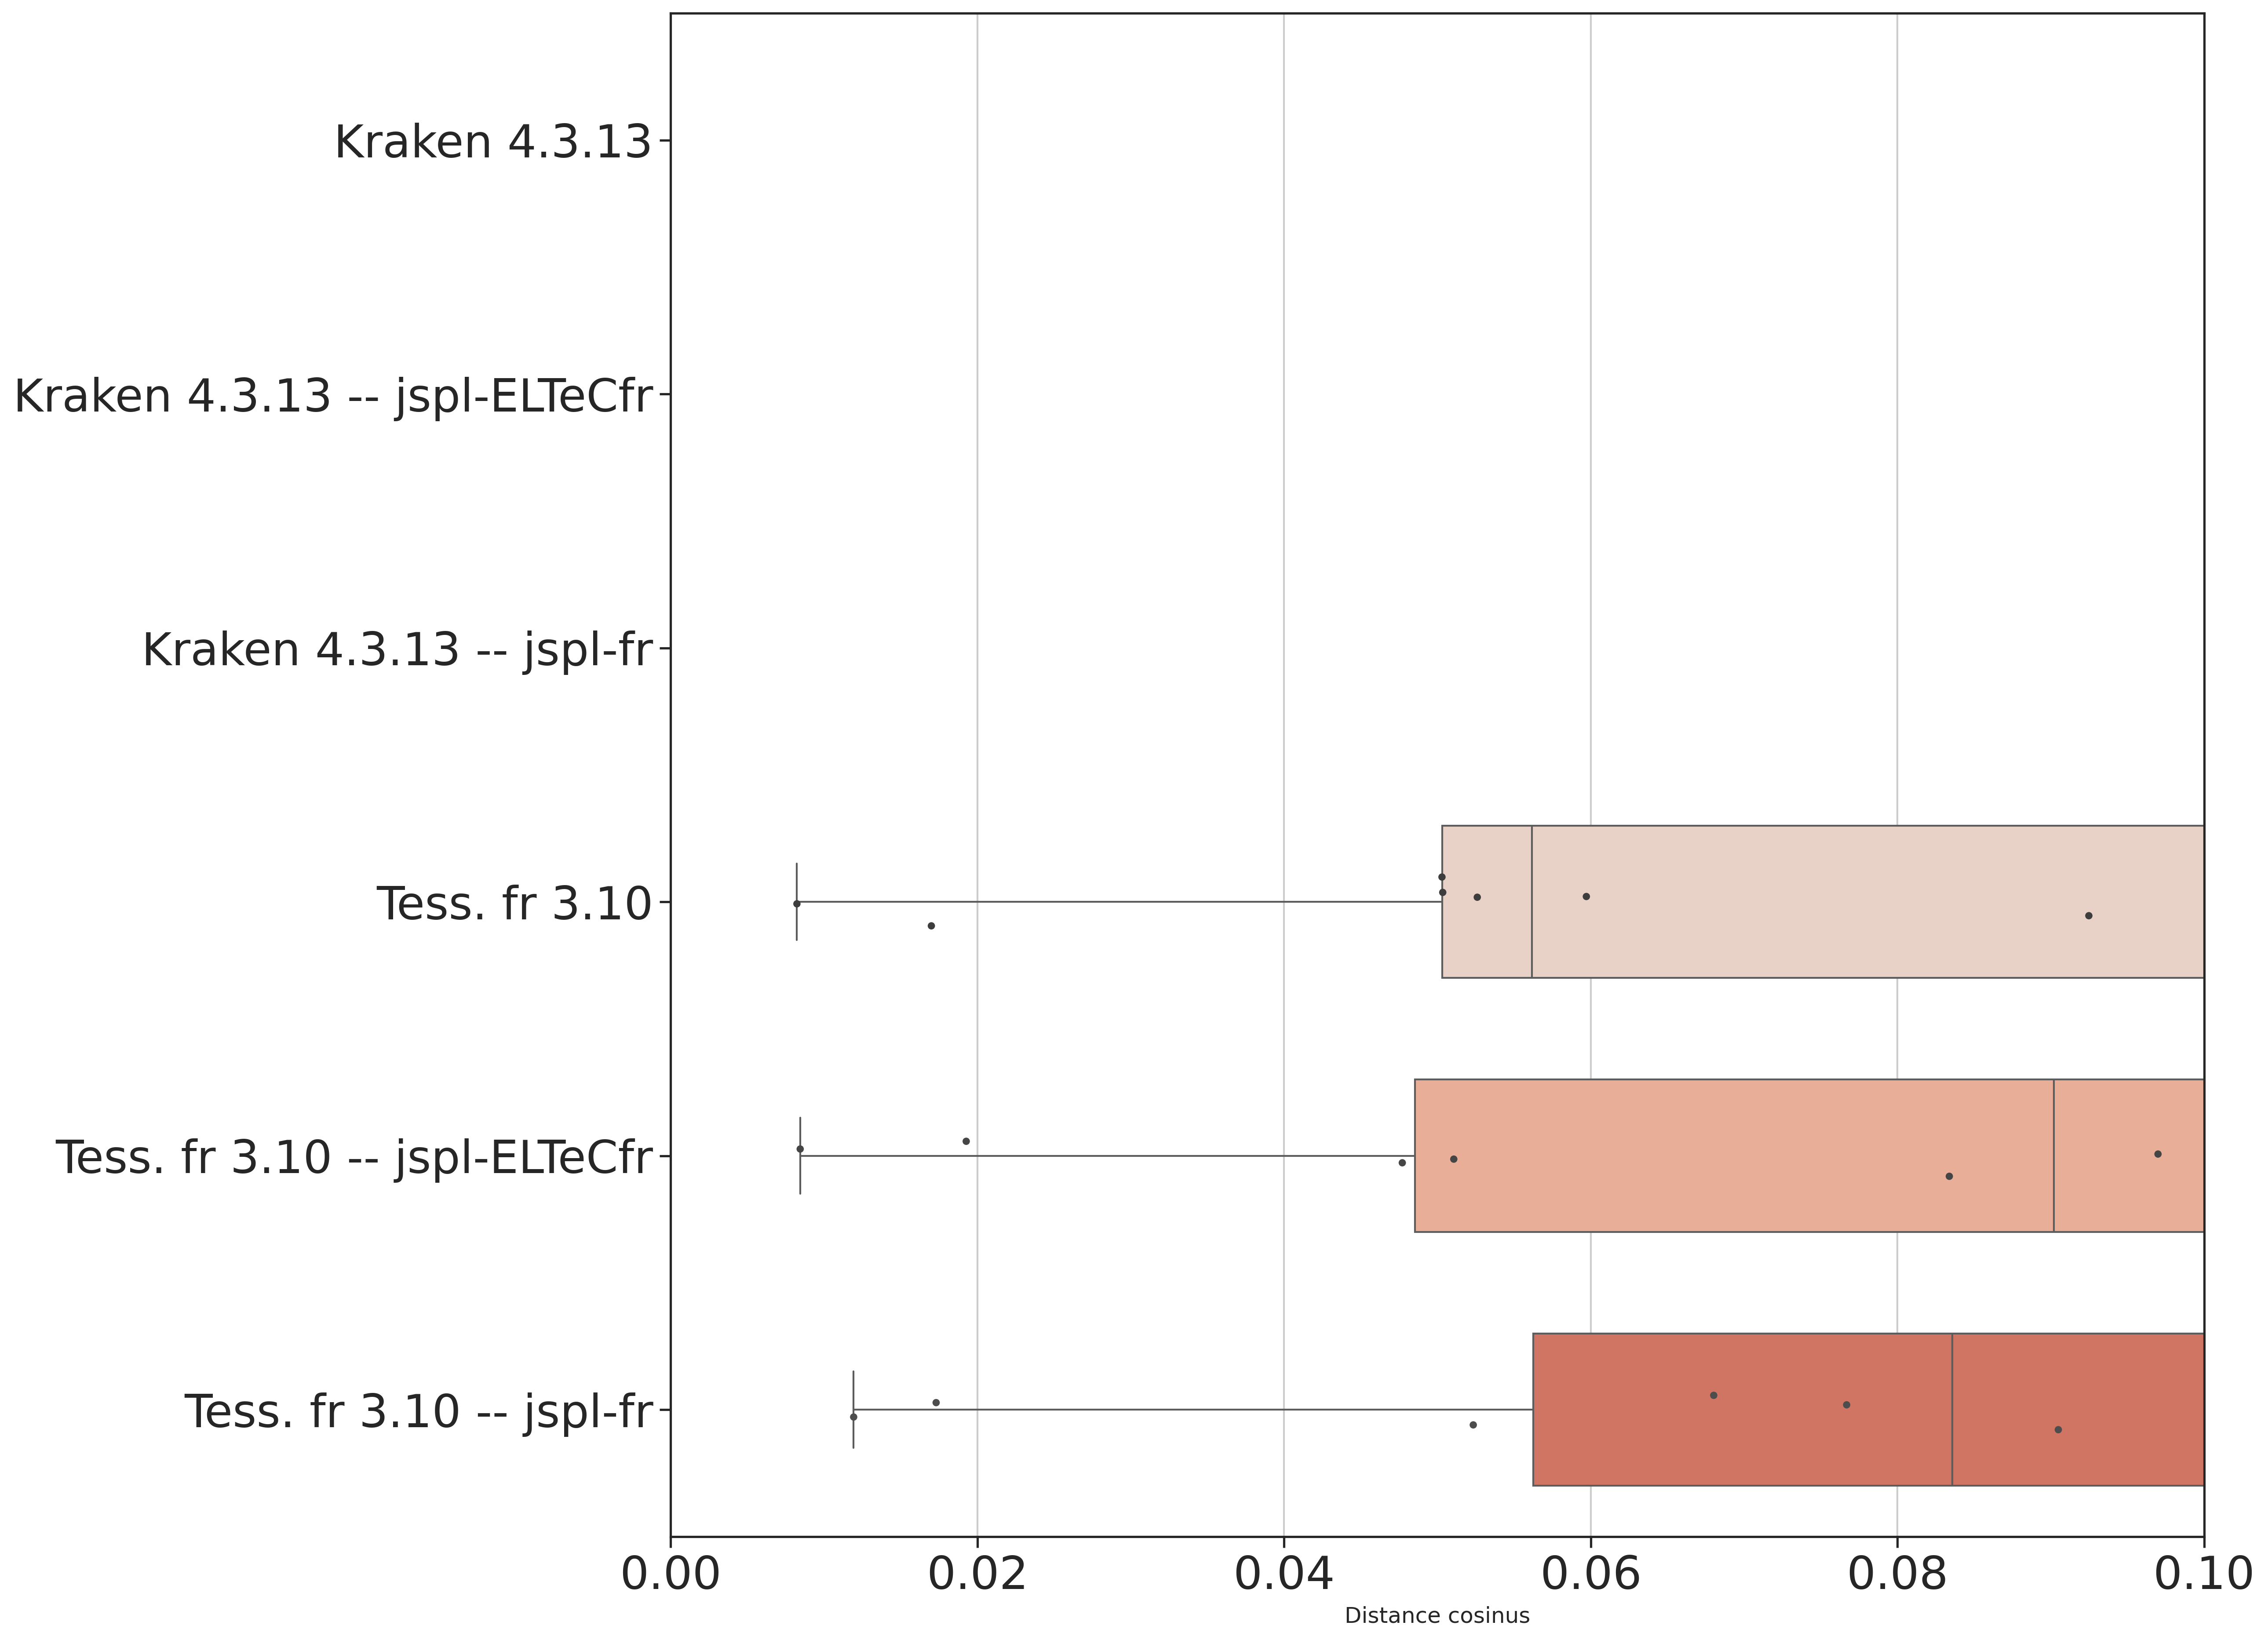 Kraken 4.3.13
Kraken 4.3.13 -- jspl-ELTeCfr
Kraken 4.3.13 -- jspl-fr
Tess. fr 3.10
Tess. fr 3.10 -- jspl-ELTeCfr
Tess. fr 3.10 -- jspl-fr
0.00 0.02 0.04 0.06 0.08 0.10
Distance cosinus